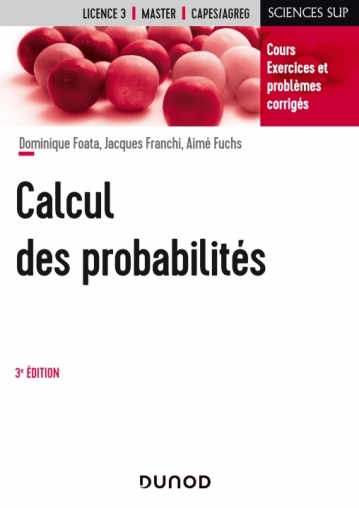 LICENCE 3 | MASTER | CAPES/AGREG
SCIENCES SUP
Cours
Exercices et
problèmes
corrigés
Dominique Foata, Jacques Franchi, Aimé Fuchs
Calcul
des probabilités
3e ÉDITION
DUNOD